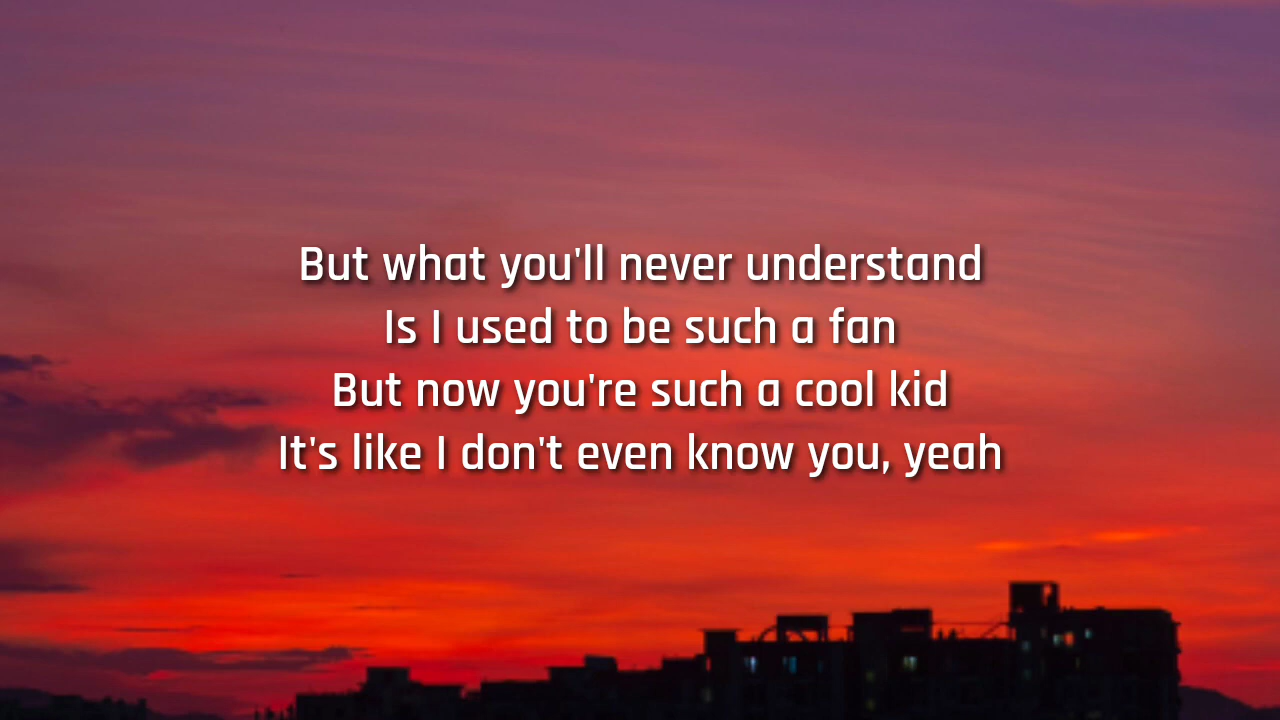 But what you'll never understand
Is I used to be such a fan
But now you're such a cool kid
It's like I don't even know you, yeah